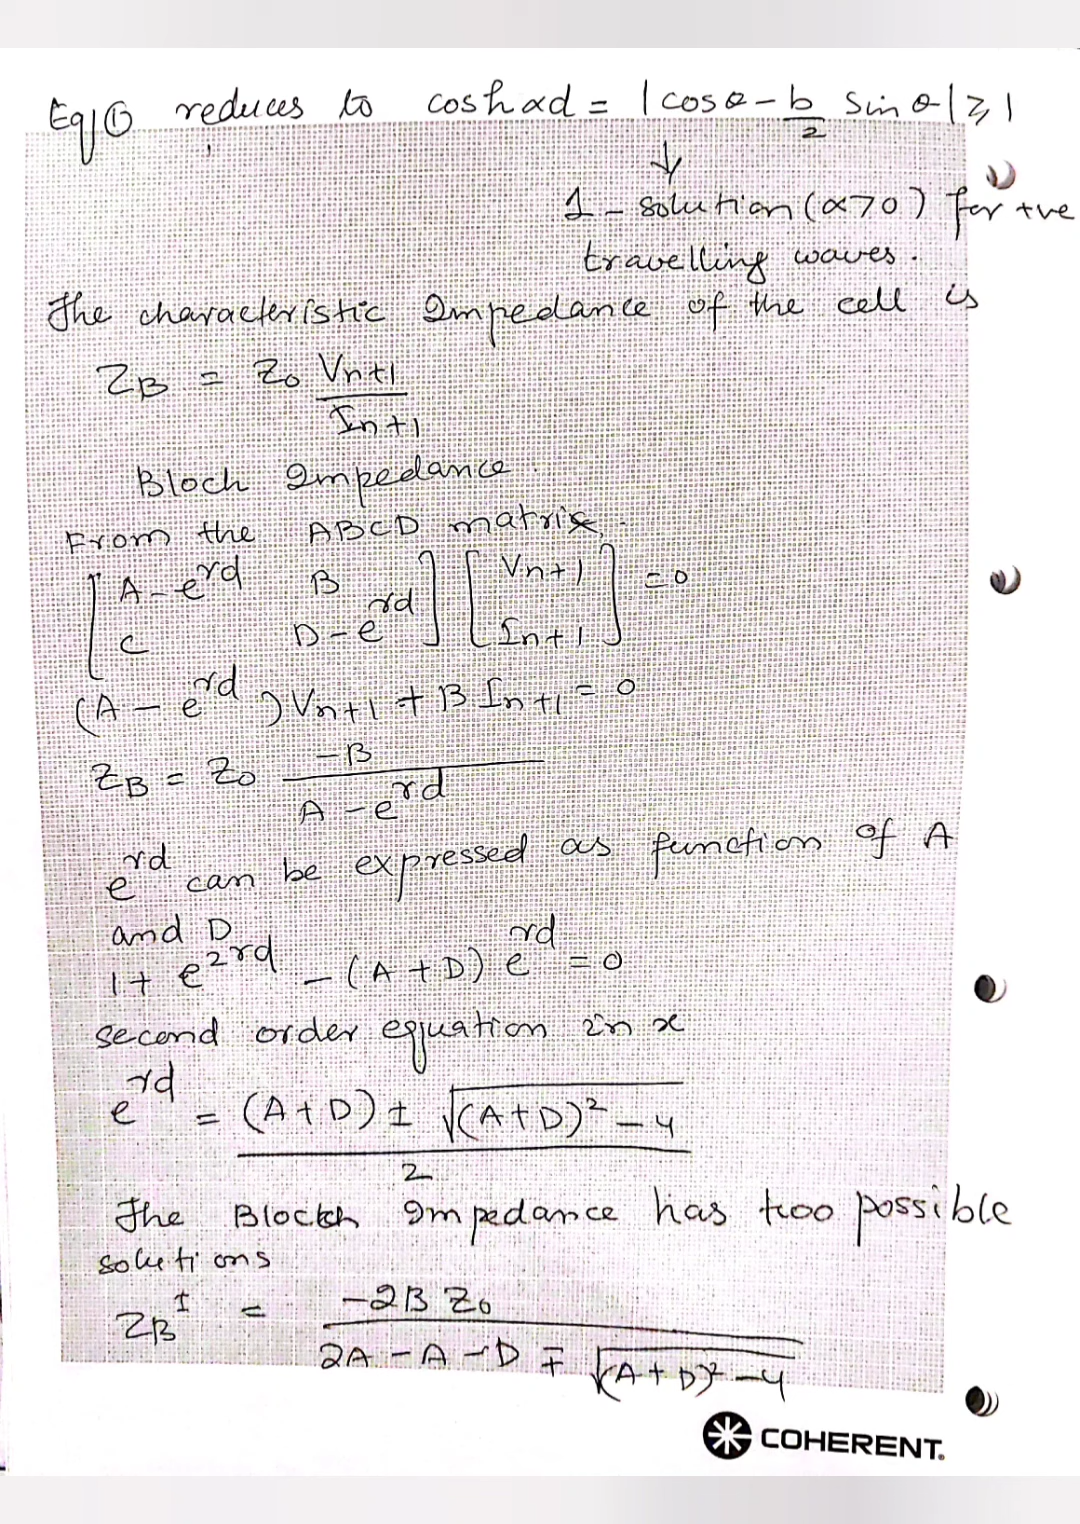 Eq① reduces to cosh αd = |cos θ - b/2 sin θ| ≥ 1
↓
1 - solution (α>0) for +ve
travelling waves.
The characteristic Impedance of the cell is
ZB = Z0 Vn+1 / In+1
Bloch Impedance.
From the ABCD matrix,
[A - e^γd  B; C  D - e^γd] [Vn+1; In+1] = 0
(A - e^γd) Vn+1 + B In+1 = 0
ZB = Z0 -B / (A - e^γd)
e^γd can be expressed as function of A
and D
1 + e^2γd - (A + D) e^γd = 0
second order equation in x
e^γd = ((A + D) ± √((A + D)² - 4)) / 2
The Bloch Impedance has two possible
solutions
ZB^± = -2B Z0 / (2A - A - D ∓ √((A + D)² - 4))
COHERENT.